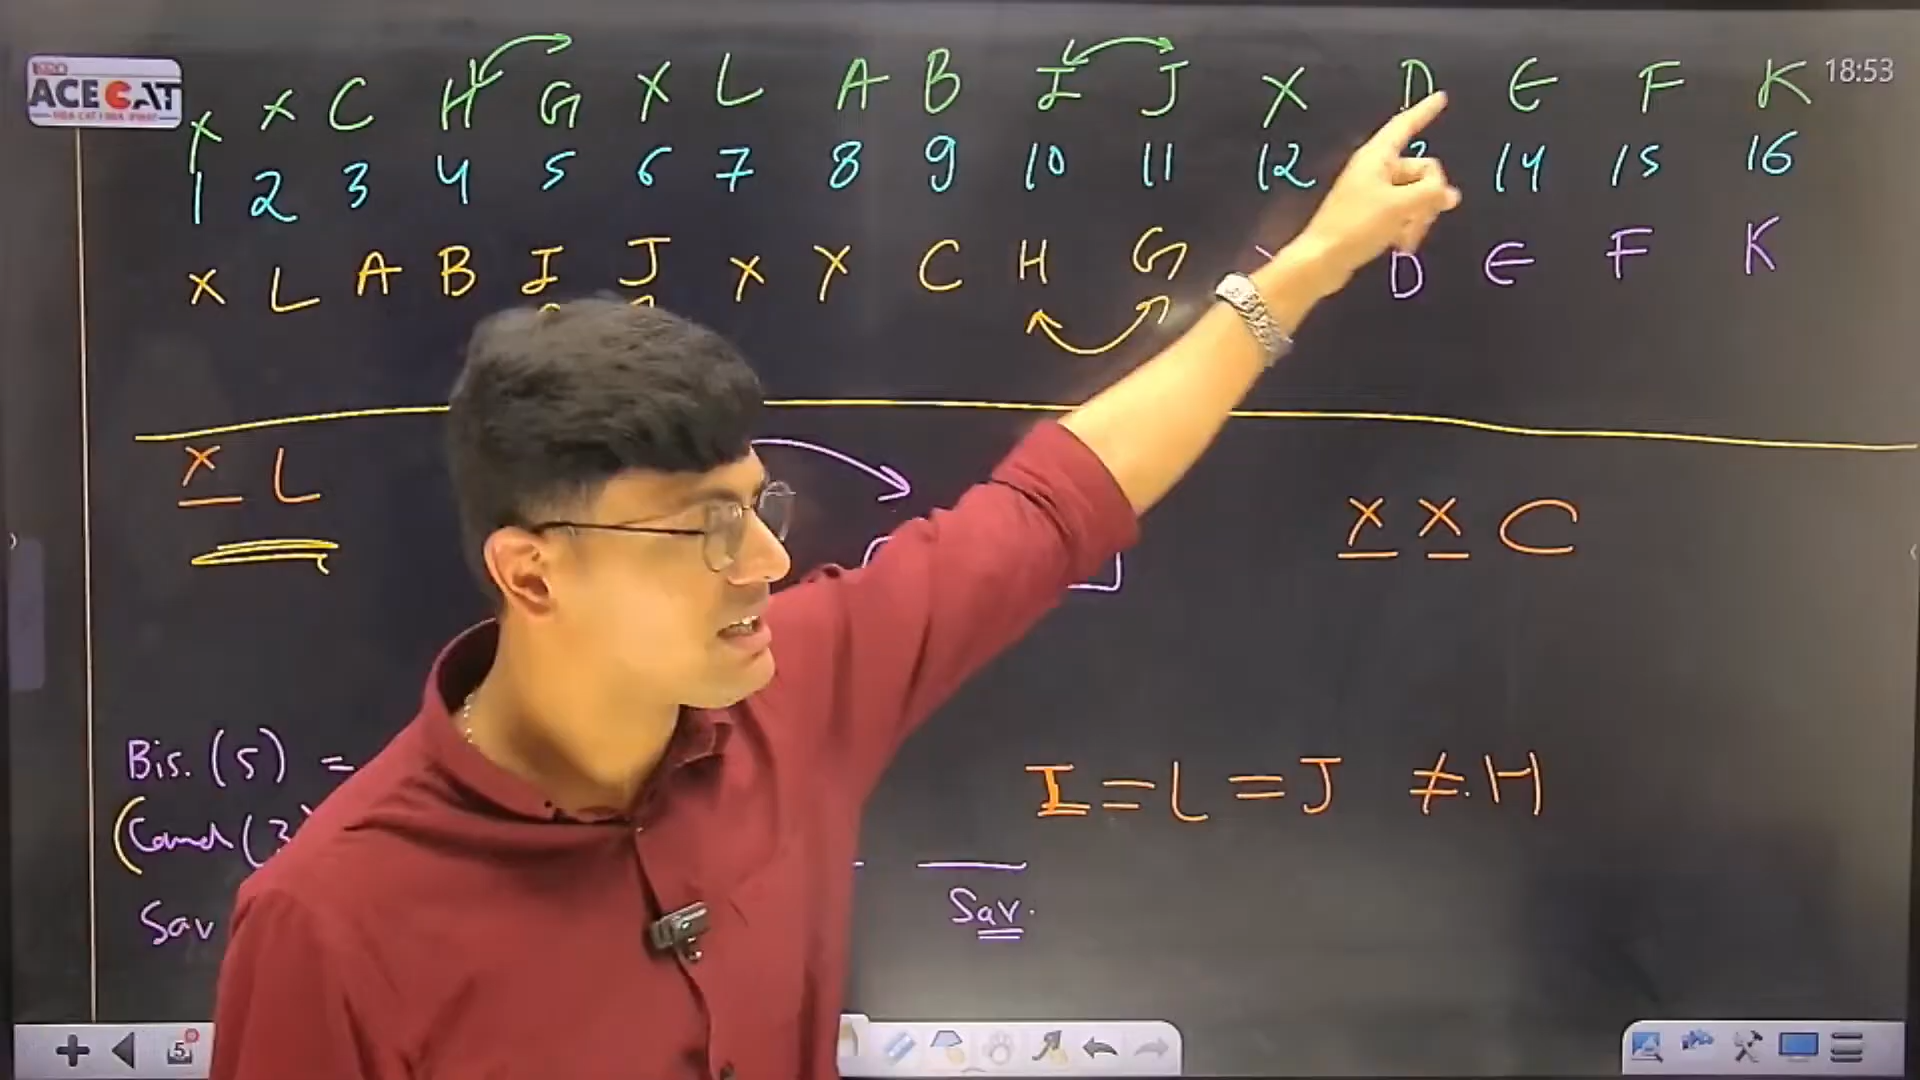 ACE CAT
18:53
X X C H G X L A B I J X D E F K
1 2 3 4 5 6 7 8 9 10 11 12 14 15 16
X L A B I J X X C H G D E F K
X L
X X C
Bis. (5) =
I = L = J ≠ H
Sav
Sav.
5